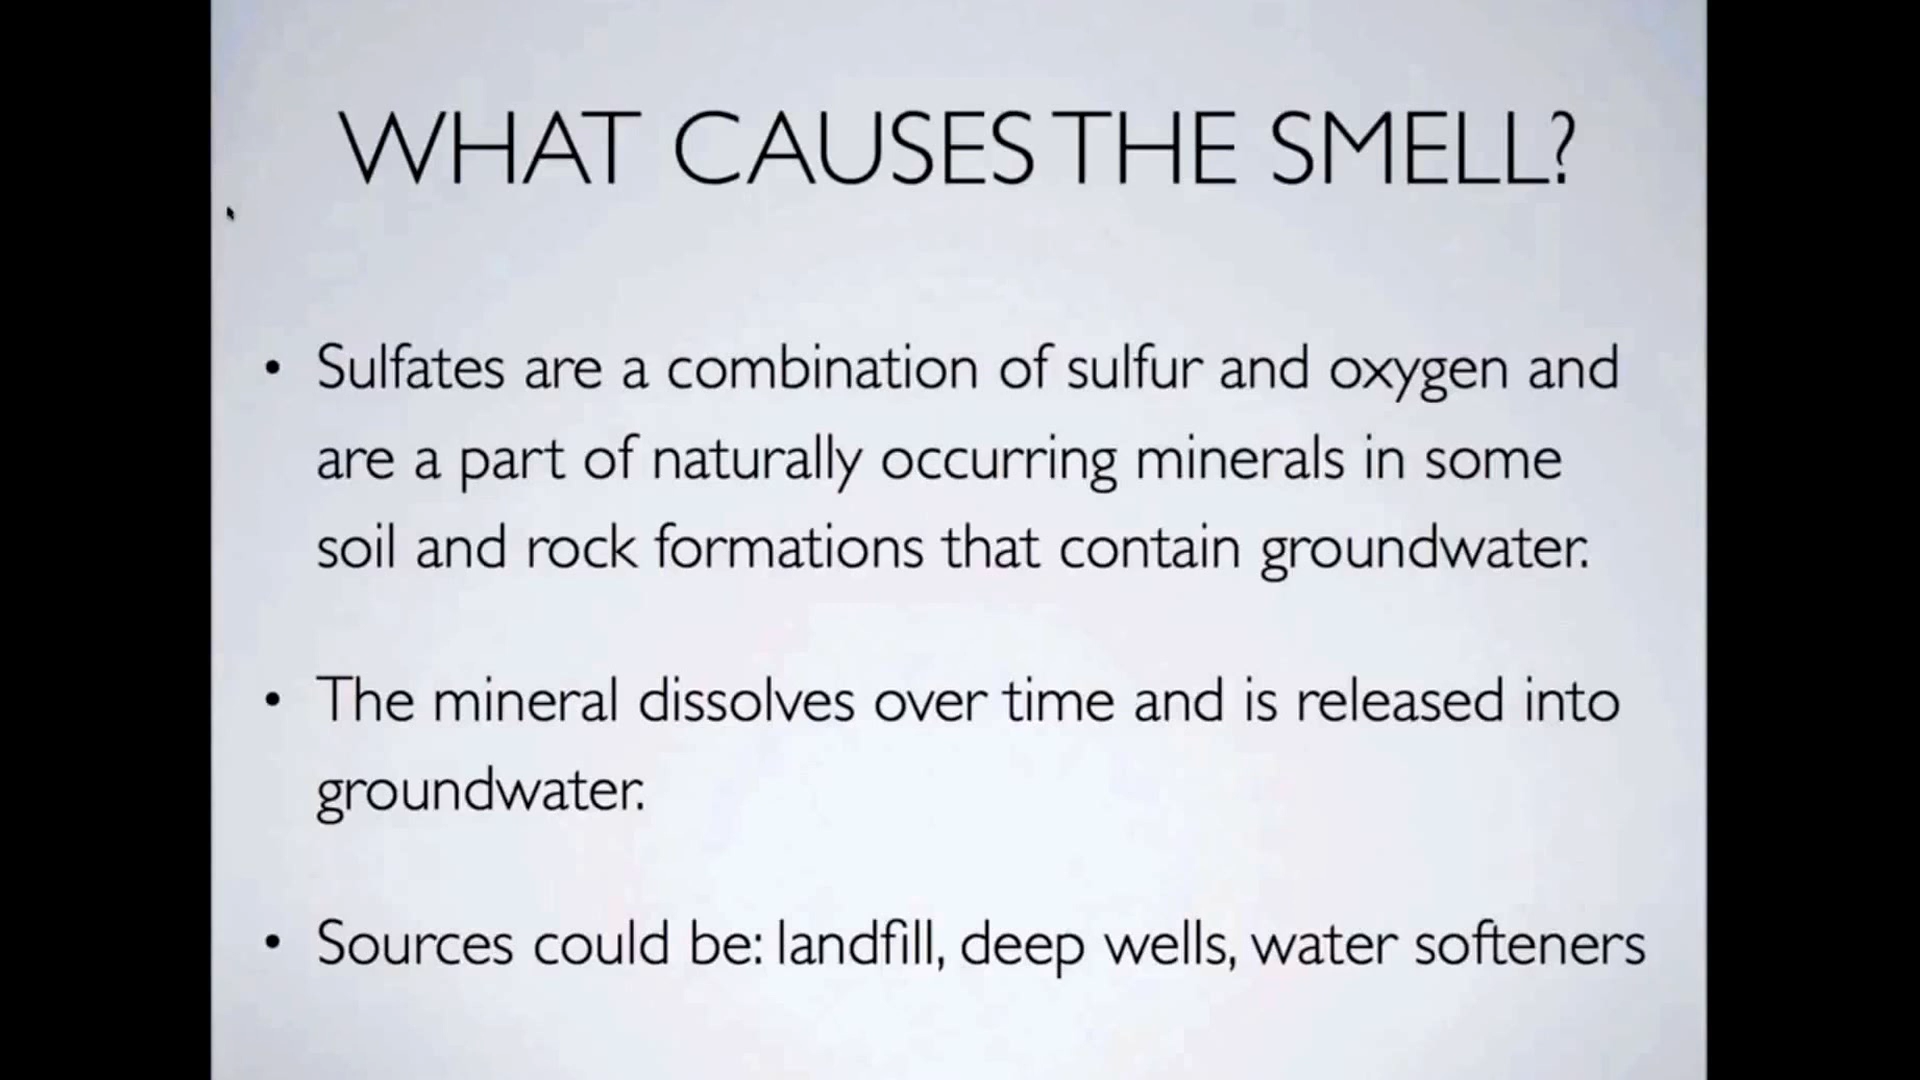 WHAT CAUSES THE SMELL?
• Sulfates are a combination of sulfur and oxygen and
are a part of naturally occurring minerals in some
soil and rock formations that contain groundwater.
• The mineral dissolves over time and is released into
groundwater.
• Sources could be: landfill, deep wells, water softeners